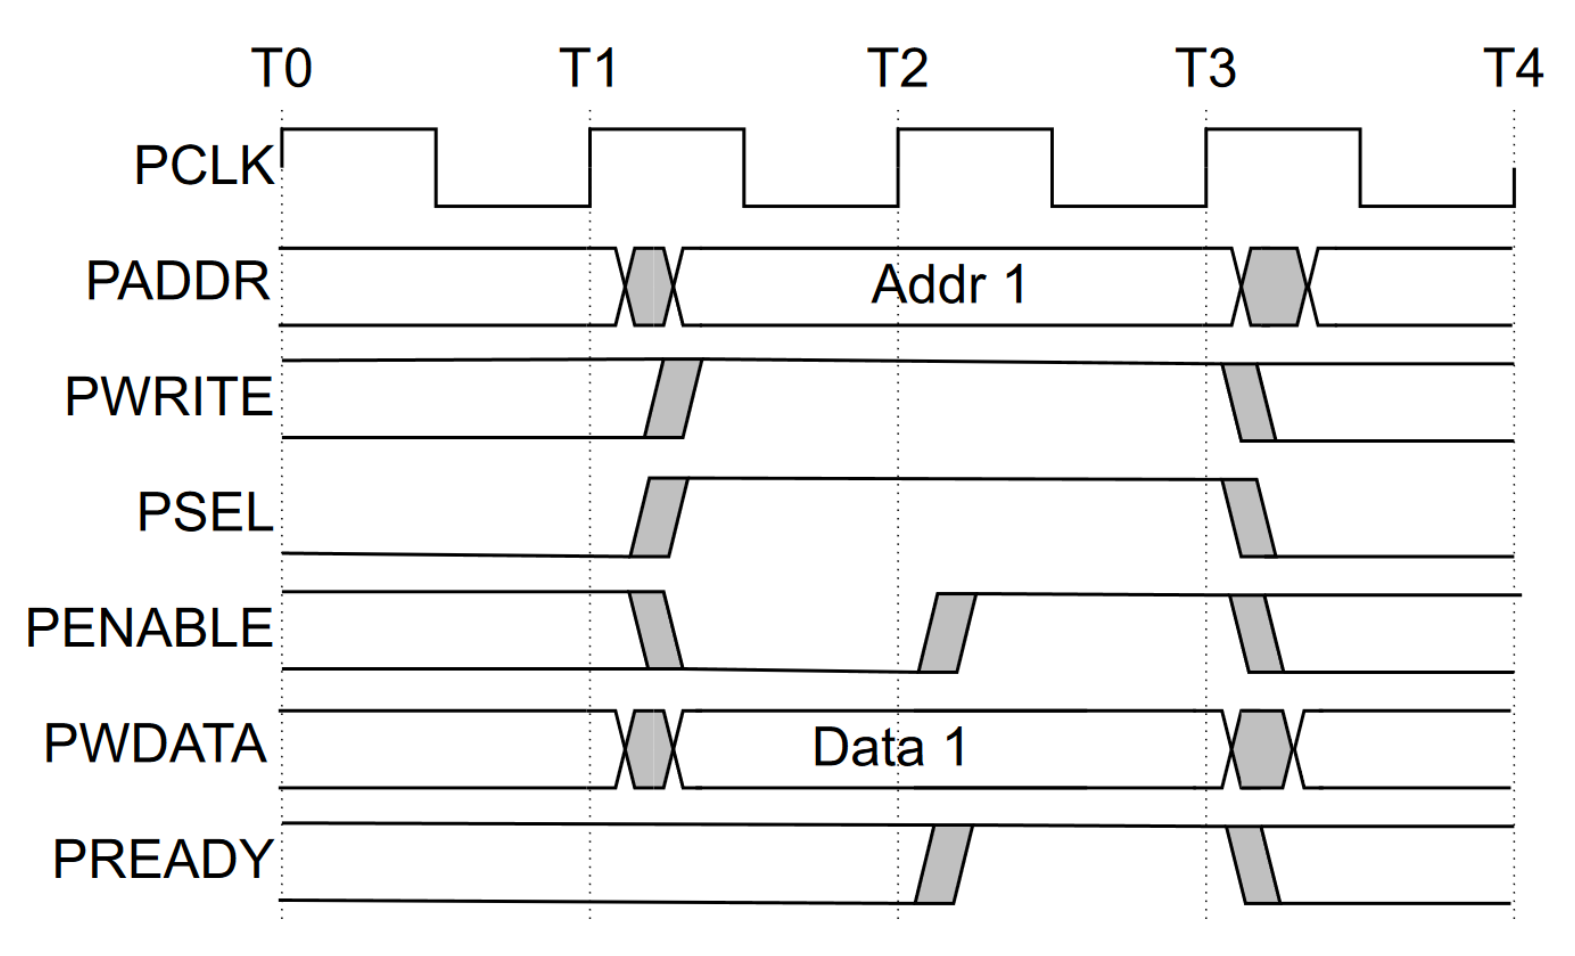 T0 T1 T2 T3 T4
PCLK
PADDR Addr 1
PWRITE
PSEL
PENABLE
PWDATA Data 1
PREADY